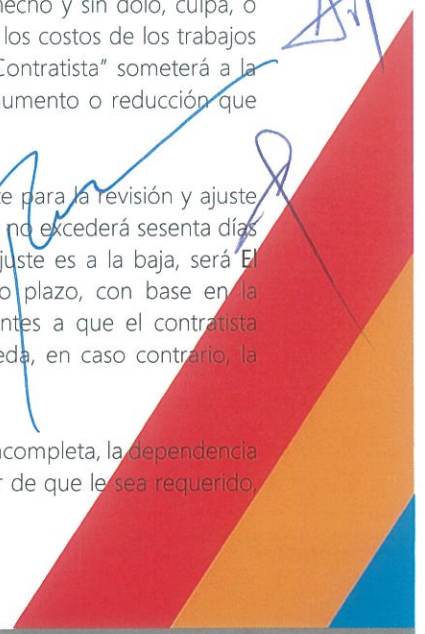 hecho y sin dolo, culpa, o
los costos de los trabajos
Contratista" someterá a la
umento o reducción que
te para la revisión y ajuste
no excederá sesenta días
juste es a la baja, será El
o plazo, con base en la
ntes a que el contratista
eda, en caso contrario, la
ncompleta, la dependencia
r de que le sea requerido,